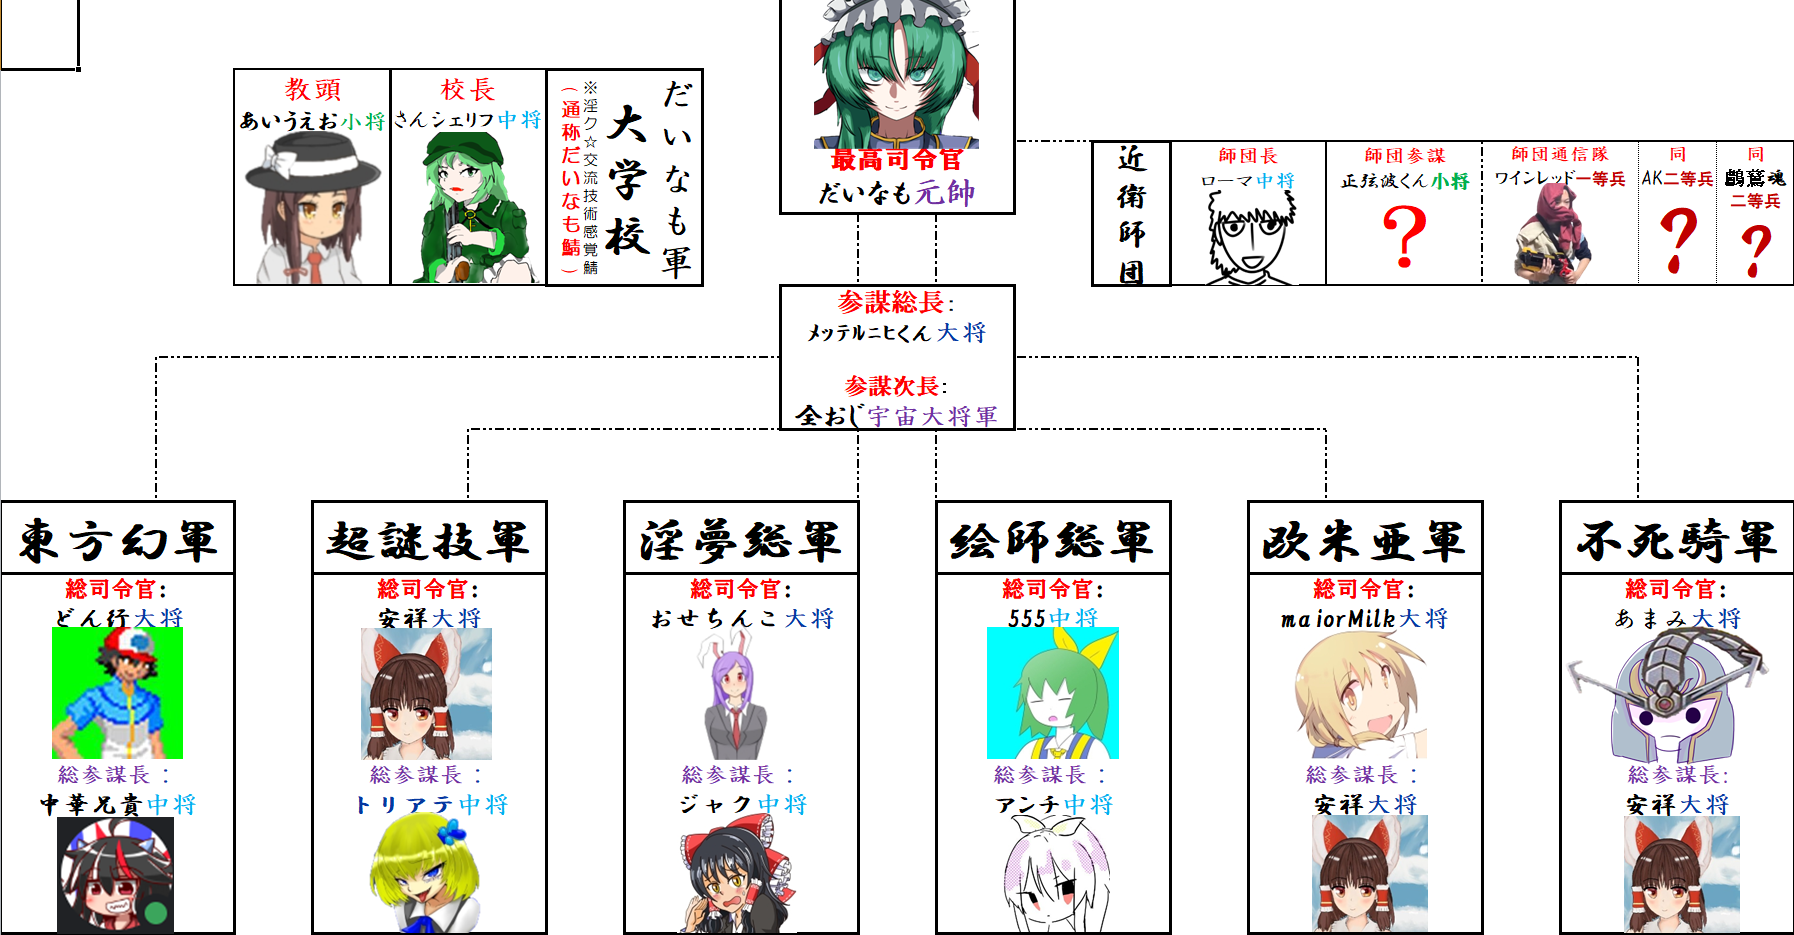 最高司令官
だいなも元帥
教頭
あいうえお小将
校長
さんシェリフ中将
だいなも軍
大学校
※淫ク☆交流技術感覚鯖
(通称だいなも鯖)
近衛師団
師団長
ローマ中将
師団参謀
正弦波くん小将
?
師団通信隊
ワインレッド一等兵
同
AK二等兵
?
同
魂
二等兵
?
参謀総長:
メッテルニヒくん大将
参謀次長:
全おじ宇宙大将軍
東方幻軍
総司令官:
どん行大将
総参謀長:
中華兄貴中将
超謎技軍
総司令官:
安祥大将
総参謀長:
トリアテ中将
淫夢総軍
総司令官:
おせちんこ大将
総参謀長:
ジャク中将
絵師総軍
総司令官:
555中将
総参謀長:
アンチ中将
欧米亜軍
総司令官:
maiorMilk大将
総参謀長:
安祥大将
不死騎軍
総司令官:
あまみ大将
総参謀長:
安祥大将